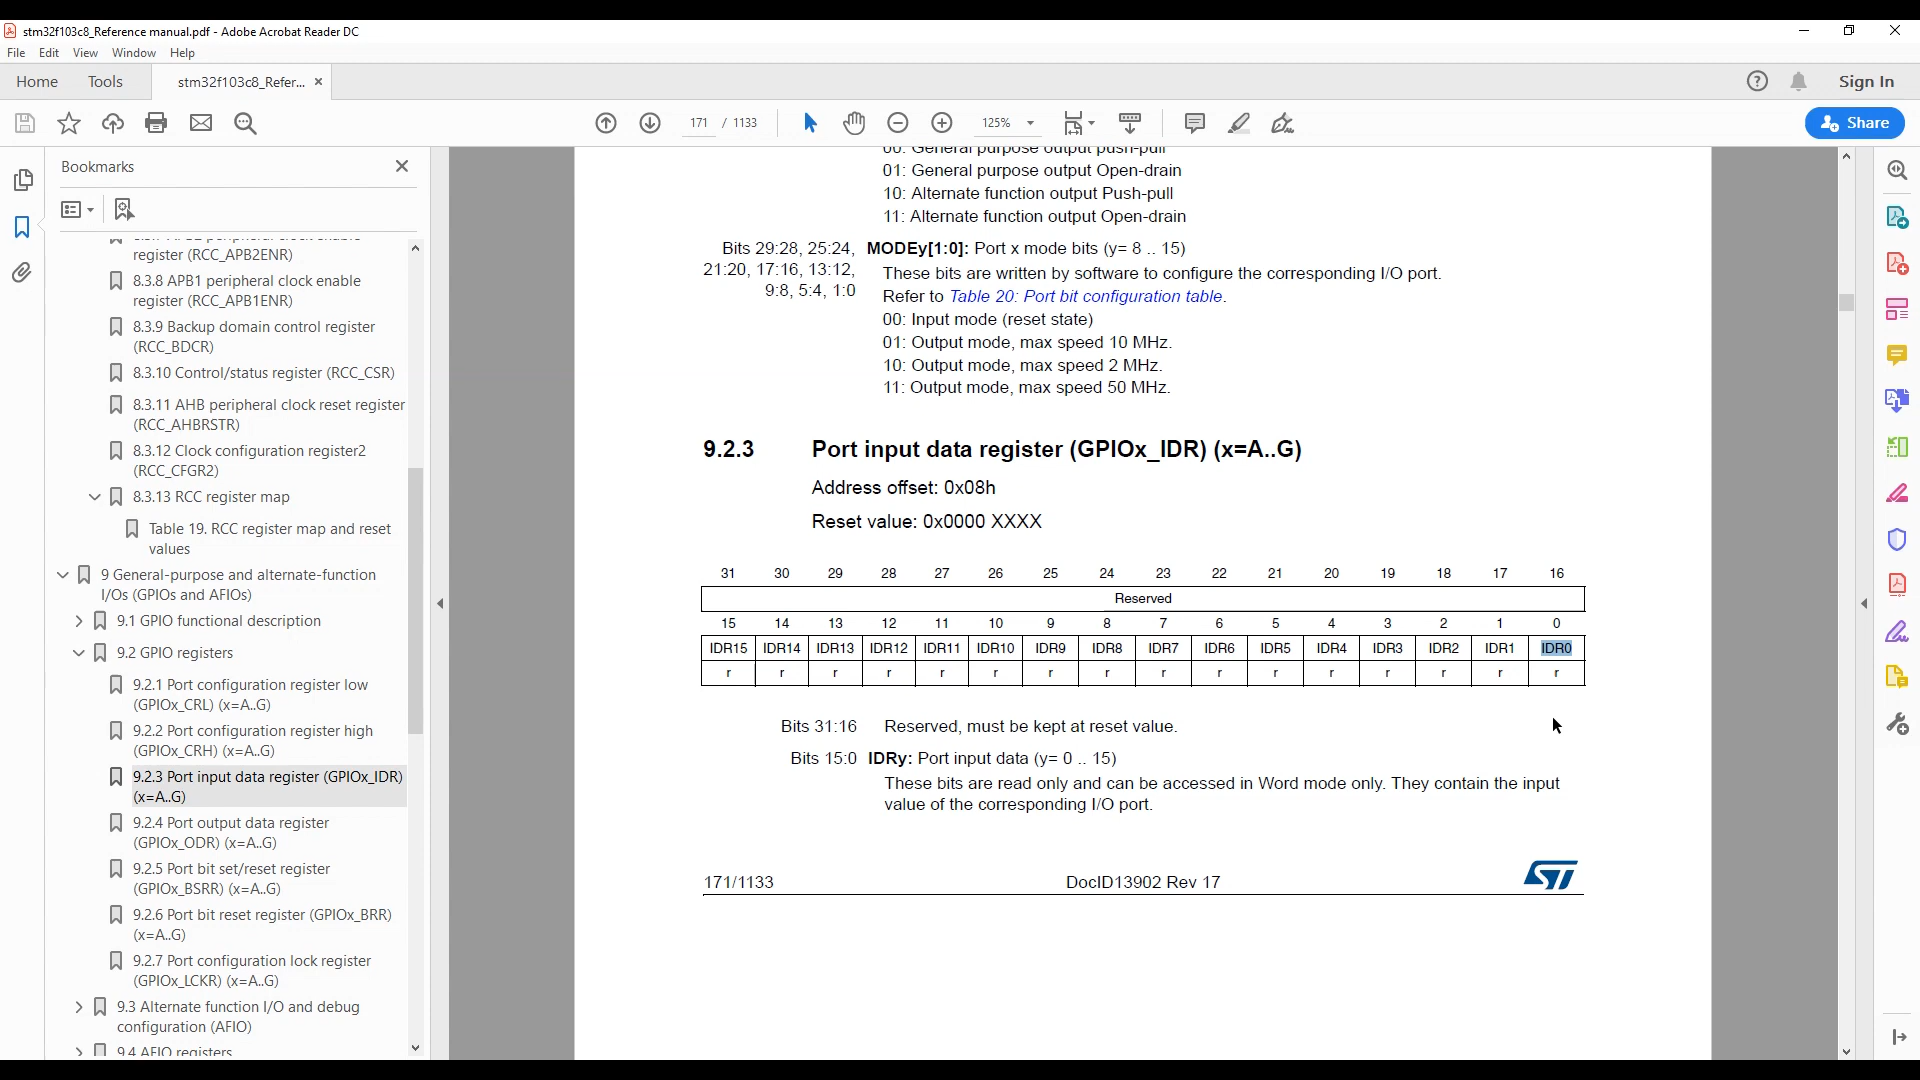 stm32f103c8_Reference manual.pdf - Adobe Acrobat Reader DC
File Edit View Window Help
Home Tools stm32f103c8_Refer... Sign In
171 / 1133 125% Share
Bookmarks
register (RCC_APB2ENR)
8.3.8 APB1 peripheral clock enable
register (RCC_APB1ENR)
8.3.9 Backup domain control register
(RCC_BDCR)
8.3.10 Control/status register (RCC_CSR)
8.3.11 AHB peripheral clock reset register
(RCC_AHBRSTR)
8.3.12 Clock configuration register2
(RCC_CFGR2)
8.3.13 RCC register map
Table 19. RCC register map and reset
values
9 General-purpose and alternate-function
I/Os (GPIOs and AFIOs)
9.1 GPIO functional description
9.2 GPIO registers
9.2.1 Port configuration register low
(GPIOx_CRL) (x=A..G)
9.2.2 Port configuration register high
(GPIOx_CRH) (x=A..G)
9.2.3 Port input data register (GPIOx_IDR)
(x=A..G)
9.2.4 Port output data register
(GPIOx_ODR) (x=A..G)
9.2.5 Port bit set/reset register
(GPIOx_BSRR) (x=A..G)
9.2.6 Port bit reset register (GPIOx_BRR)
(x=A..G)
9.2.7 Port configuration lock register
(GPIOx_LCKR) (x=A..G)
9.3 Alternate function I/O and debug
configuration (AFIO)
9.4 AFIO registers
00: General purpose output push-pull
01: General purpose output Open-drain
10: Alternate function output Push-pull
11: Alternate function output Open-drain
Bits 29:28, 25:24, MODEy[1:0]: Port x mode bits (y= 8 .. 15)
21:20, 17:16, 13:12, These bits are written by software to configure the corresponding I/O port.
9:8, 5:4, 1:0 Refer to Table 20: Port bit configuration table.
00: Input mode (reset state)
01: Output mode, max speed 10 MHz.
10: Output mode, max speed 2 MHz.
11: Output mode, max speed 50 MHz.
9.2.3 Port input data register (GPIOx_IDR) (x=A..G)
Address offset: 0x08h
Reset value: 0x0000 XXXX
31 30 29 28 27 26 25 24 23 22 21 20 19 18 17 16
Reserved
15 14 13 12 11 10 9 8 7 6 5 4 3 2 1 0
IDR15 IDR14 IDR13 IDR12 IDR11 IDR10 IDR9 IDR8 IDR7 IDR6 IDR5 IDR4 IDR3 IDR2 IDR1 IDR0
r r r r r r r r r r r r r r r r
Bits 31:16 Reserved, must be kept at reset value.
Bits 15:0 IDRy: Port input data (y= 0 .. 15)
These bits are read only and can be accessed in Word mode only. They contain the input
value of the corresponding I/O port.
171/1133 DocID13902 Rev 17 ST